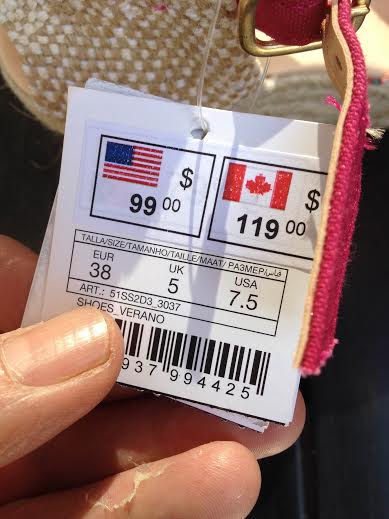 $ 99 00
$ 119 00
TALLA/SIZE/TAMANHO/TAILLE/MAAT/ РАЗМЕР/قياس
EUR UK USA
38 5 7.5
ART.: 51SS2D3_3037
SHOES_VERANO
937 994425